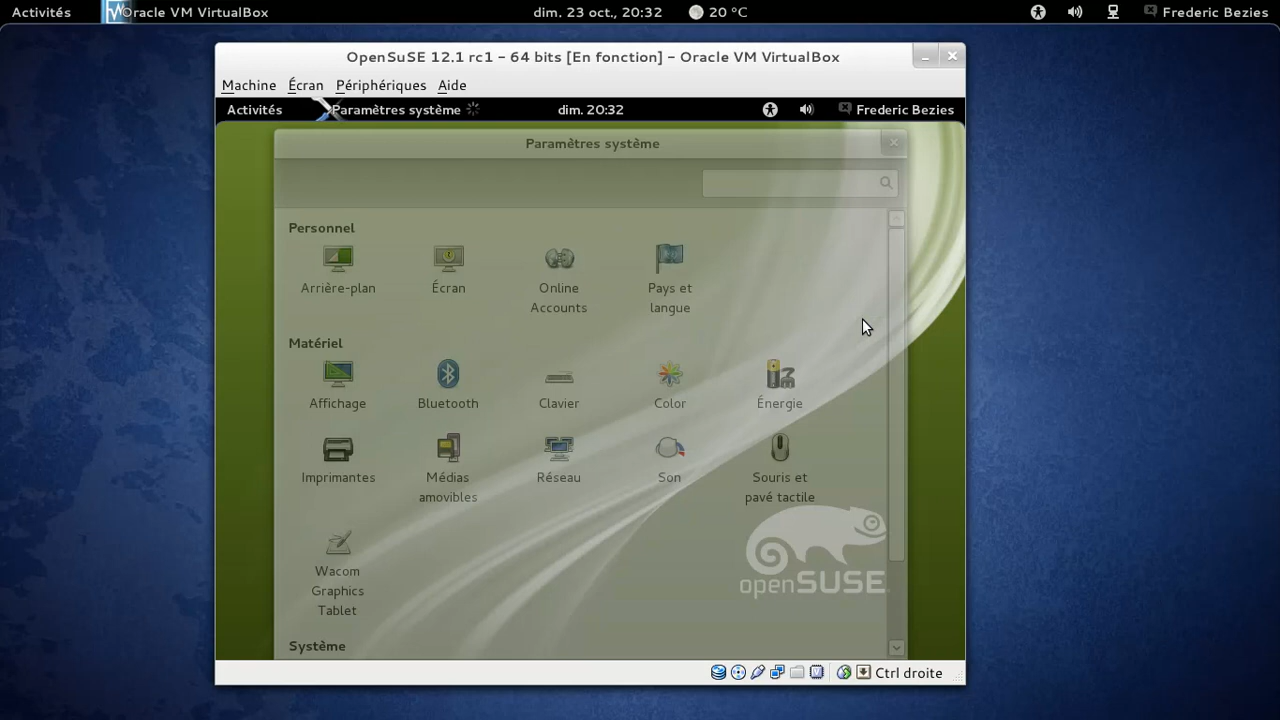 Activités
Oracle VM VirtualBox
dim. 23 oct., 20:32
20 °C
Frederic Bezies
OpenSuSE 12.1 rc1 - 64 bits [En fonction] - Oracle VM VirtualBox
Machine Écran Périphériques Aide
Activités
Paramètres système
dim. 20:32
Frederic Bezies
Paramètres système
Personnel
Arrière-plan
Écran
Online
Accounts
Pays et
langue
Matériel
Affichage
Bluetooth
Clavier
Color
Énergie
Imprimantes
Médias
amovibles
Réseau
Son
Souris et
pavé tactile
openSUSE
Wacom
Graphics
Tablet
Système
Ctrl droite